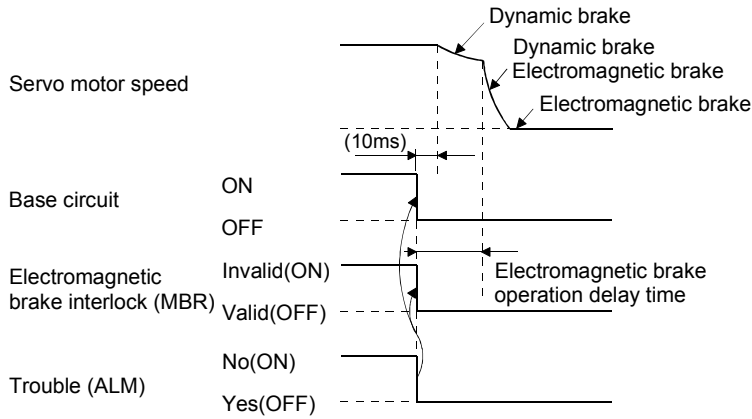 Dynamic brake
Dynamic brake
Electromagnetic brake
Servo motor speed
Electromagnetic brake
(10ms)
ON
Base circuit
OFF
Invalid(ON)
Electromagnetic brake
operation delay time
Electromagnetic
brake interlock (MBR)
Valid(OFF)
No(ON)
Trouble (ALM)
Yes(OFF)